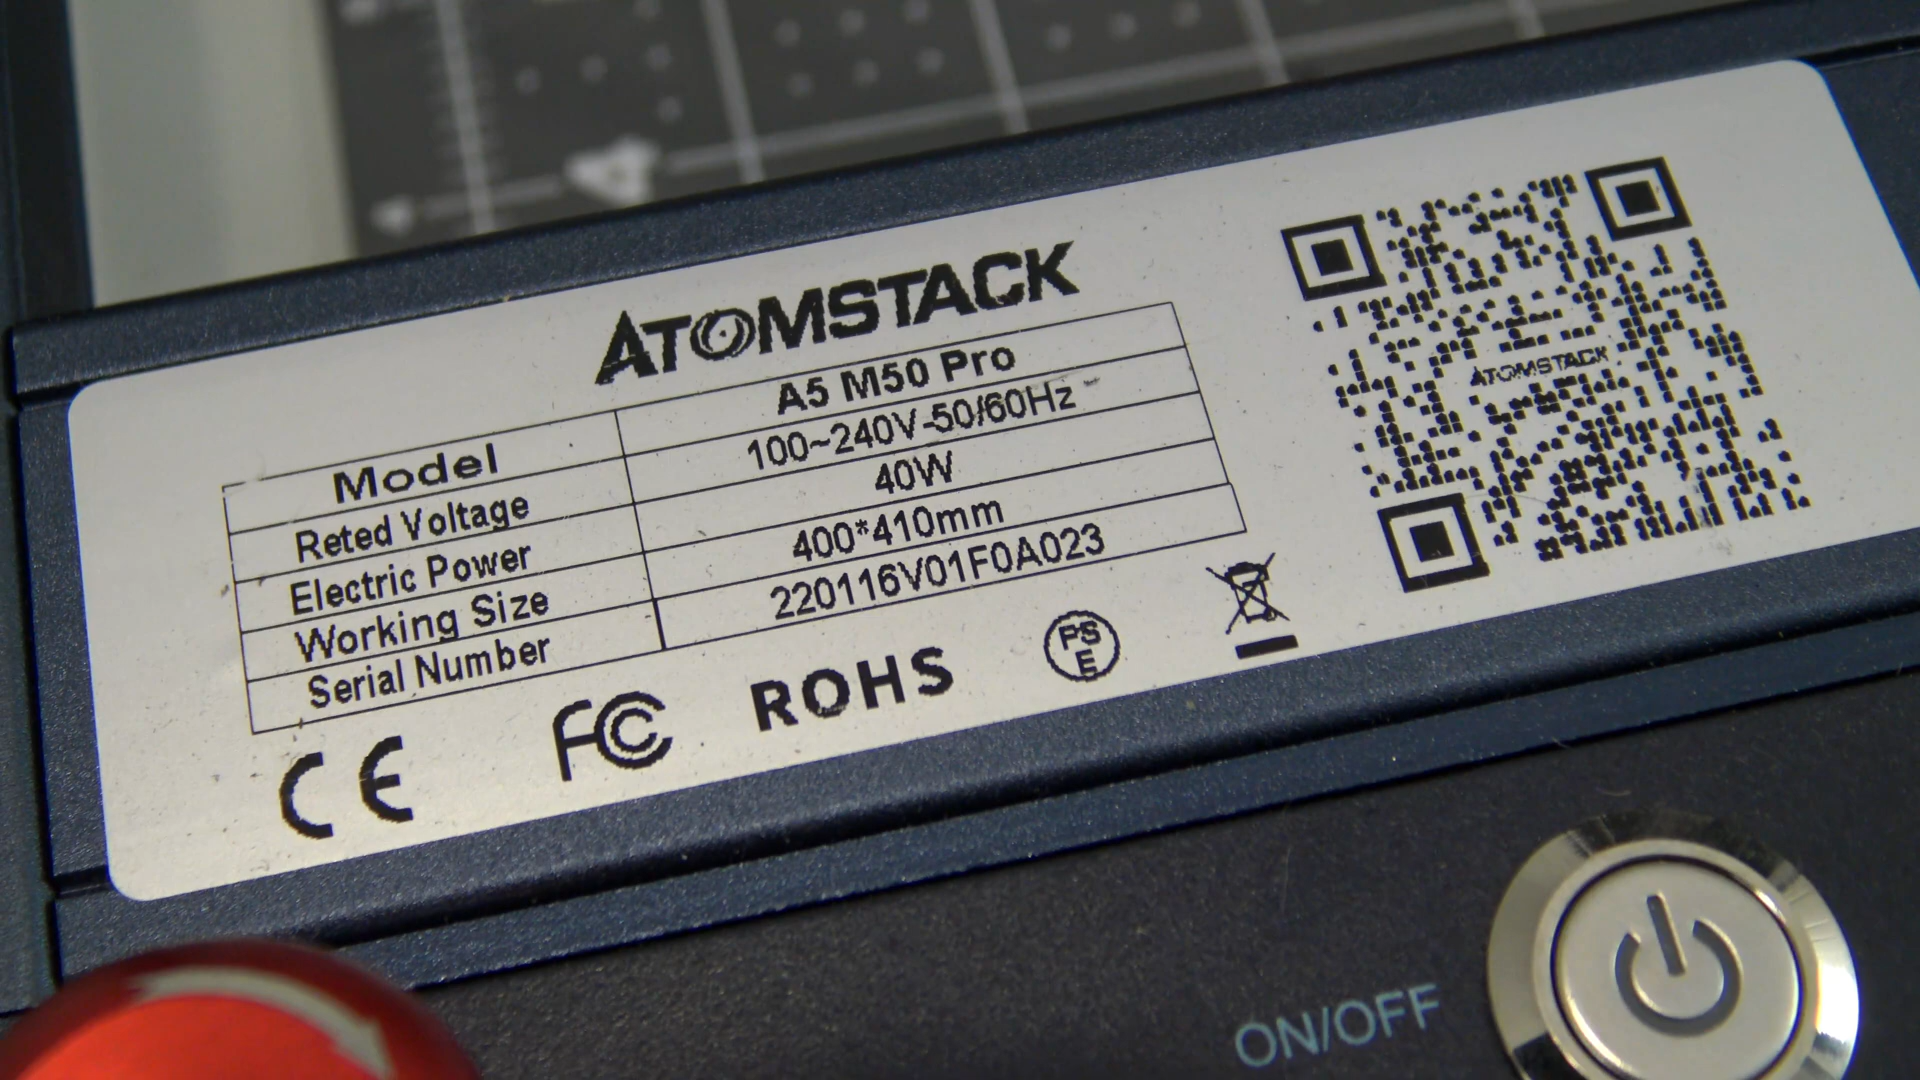 ATOMSTACK
Model A5 M50 Pro
Reted Voltage 100~240V-50/60Hz
Electric Power 40W
Working Size 400*410mm
Serial Number 220116V01F0A023
CE FC ROHS PSE
ATOMSTACK
ON/OFF